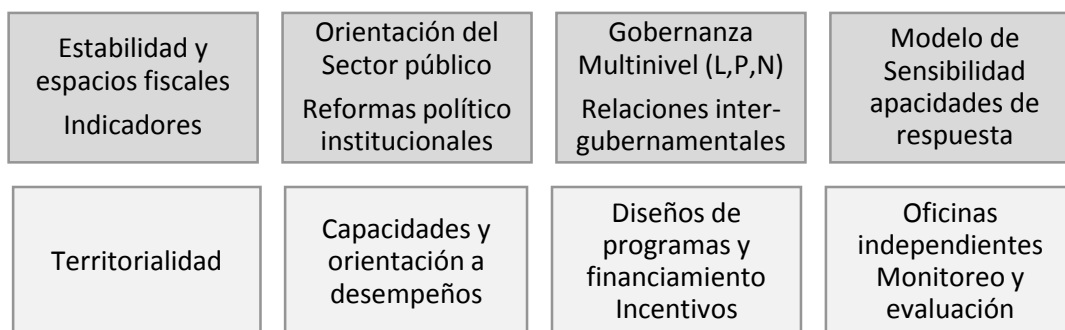 Estabilidad y
espacios fiscales
Indicadores
Orientación del
Sector público
Reformas político
institucionales
Gobernanza
Multinivel (L,P,N)
Relaciones inter-
gubernamentales
Modelo de
Sensibilidad
apacidades de
respuesta
Territorialidad
Capacidades y
orientación a
desempeños
Diseños de
programas y
financiamiento
Incentivos
Oficinas
independientes
Monitoreo y
evaluación